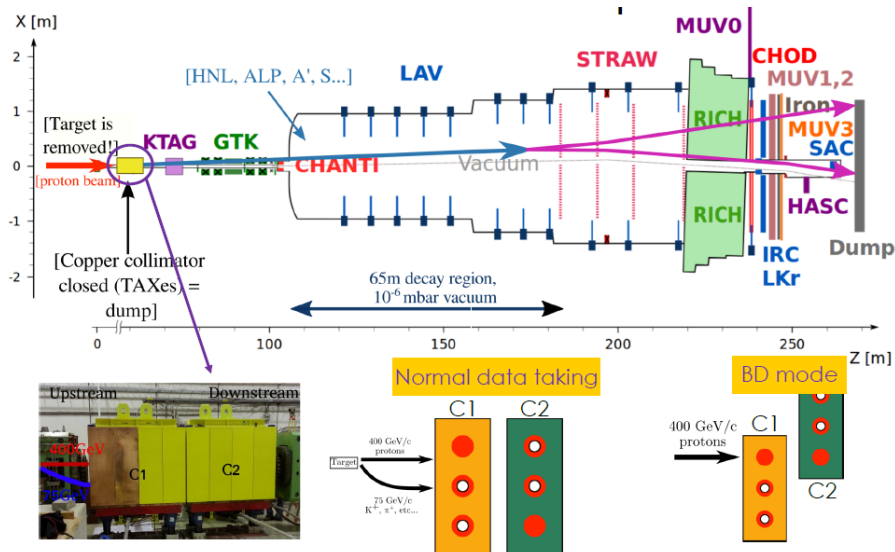 X [m]
2
1
0
-1
-2
[Target is
removed!]
[proton beam]
KTAG
GTK
[HNL, ALP, A', S...]
CHANTI
LAV
Vacuum
STRAW
RICH
RICH
MUV0
CHOD
MUV1,2
Iron
MUV3
SAC
HASC
IRC
LKr
Dump
[Copper collimator
closed (TAXes) =
dump]
65m decay region,
10⁻⁶ mbar vacuum
0
100
150
200
250
Z [m]
Upstream
Downstream
400GeV
75GeV
C1
C2
Normal data taking
C1
C2
Target
400 GeV/c
protons
75 GeV/c
K⁺, π⁺, etc...
BD mode
400 GeV/c
protons
C1
C2